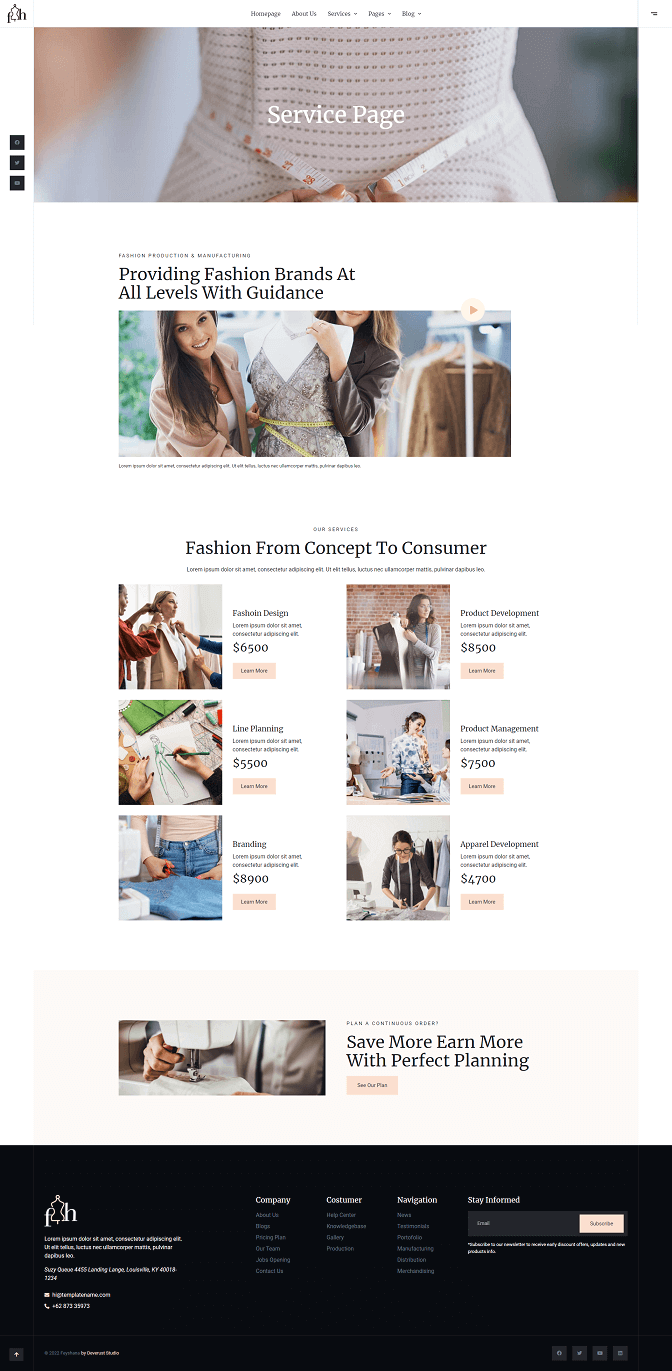 fsh
Homepage About Us Services Pages Blog
Service Page
FASHION PRODUCTION & MANUFACTURING
Providing Fashion Brands At
All Levels With Guidance
Lorem ipsum dolor sit amet, consectetur adipiscing elit. Ut elit tellus, luctus nec ullamcorper mattis, pulvinar dapibus leo.
OUR SERVICES
Fashion From Concept To Consumer
Lorem ipsum dolor sit amet, consectetur adipiscing elit. Ut elit tellus, luctus nec ullamcorper mattis, pulvinar dapibus leo.
Fashoin Design
Lorem ipsum dolor sit amet,
consectetur adipiscing elit.
$6500
Learn More
Product Development
Lorem ipsum dolor sit amet,
consectetur adipiscing elit.
$8500
Learn More
Line Planning
Lorem ipsum dolor sit amet,
consectetur adipiscing elit.
$5500
Learn More
Product Management
Lorem ipsum dolor sit amet,
consectetur adipiscing elit.
$7500
Learn More
Branding
Lorem ipsum dolor sit amet,
consectetur adipiscing elit.
$8900
Learn More
Apparel Development
Lorem ipsum dolor sit amet,
consectetur adipiscing elit.
$4700
Learn More
PLAN A CONTINUOUS ORDER?
Save More Earn More
With Perfect Planning
See Our Plan
Lorem ipsum dolor sit amet, consectetur adipiscing elit.
Ut elit tellus, luctus nec ullamcorper mattis, pulvinar
dapibus leo.
Suzy Queue 4455 Landing Lange, Louisville, KY 40018-
1234
hi@templatename.com
+62 873 35973
Company
About Us
Blogs
Pricing Plan
Our Team
Jobs Opening
Contact Us
Costumer
Help Center
Knowledgebase
Gallery
Production
Navigation
News
Testimonials
Portofolio
Manufacturing
Distribution
Merchandising
Stay Informed
Email Subscribe
*Subscribe to our newsletter to receive early discount offers, updates and new
products info.
© 2022 by Deverust Studio